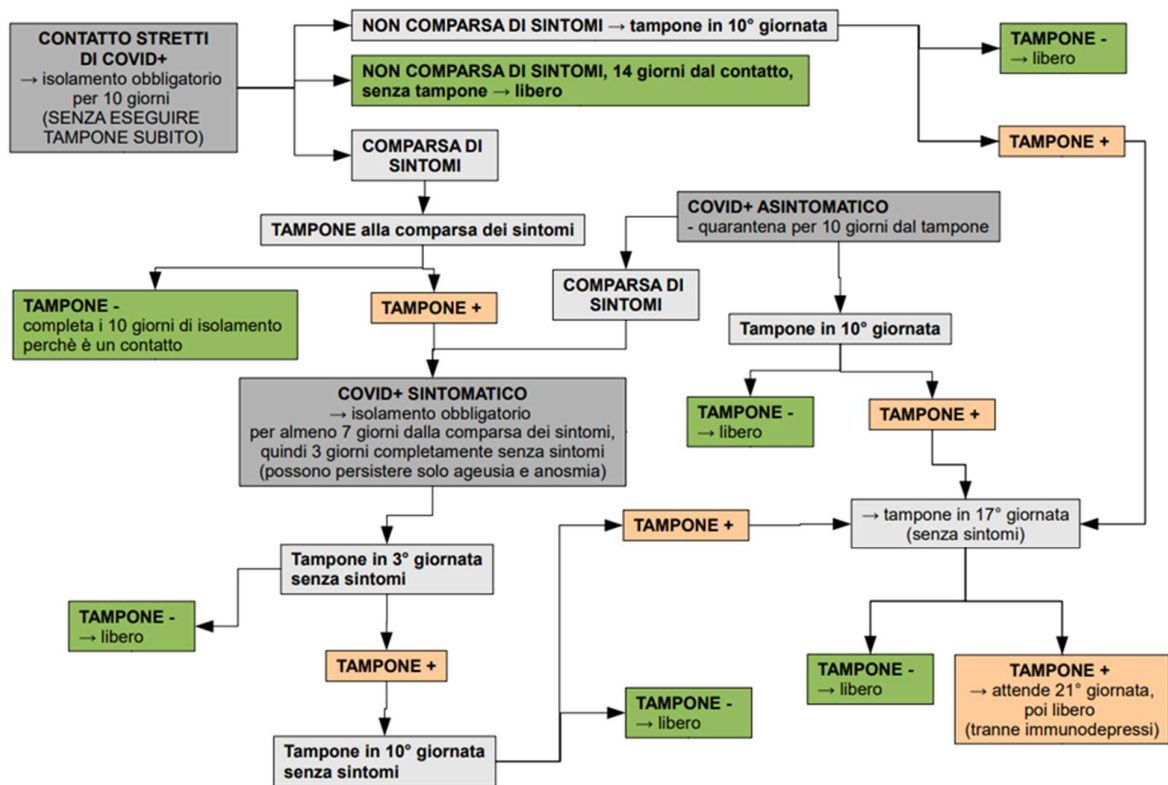 CONTATTO STRETTI
DI COVID+
→ isolamento obbligatorio
per 10 giorni
(SENZA ESEGUIRE
TAMPONE SUBITO)
NON COMPARSA DI SINTOMI → tampone in 10° giornata
NON COMPARSA DI SINTOMI, 14 giorni dal contatto,
senza tampone → libero
COMPARSA DI
SINTOMI
TAMPONE -
→ libero
TAMPONE +
TAMPONE alla comparsa dei sintomi
TAMPONE -
completa i 10 giorni di isolamento
perchè è un contatto
TAMPONE +
COVID+ ASINTOMATICO
- quarantena per 10 giorni dal tampone
COMPARSA DI
SINTOMI
Tampone in 10° giornata
TAMPONE -
→ libero
TAMPONE +
COVID+ SINTOMATICO
→ isolamento obbligatorio
per almeno 7 giorni dalla comparsa dei sintomi,
quindi 3 giorni completamente senza sintomi
(possono persistere solo ageusia e anosmia)
Tampone in 3° giornata
senza sintomi
TAMPONE -
→ libero
TAMPONE +
Tampone in 10° giornata
senza sintomi
TAMPONE +
TAMPONE -
→ libero
→ tampone in 17° giornata
(senza sintomi)
TAMPONE -
→ libero
TAMPONE +
→ attende 21° giornata,
poi libero
(tranne immunodepressi)